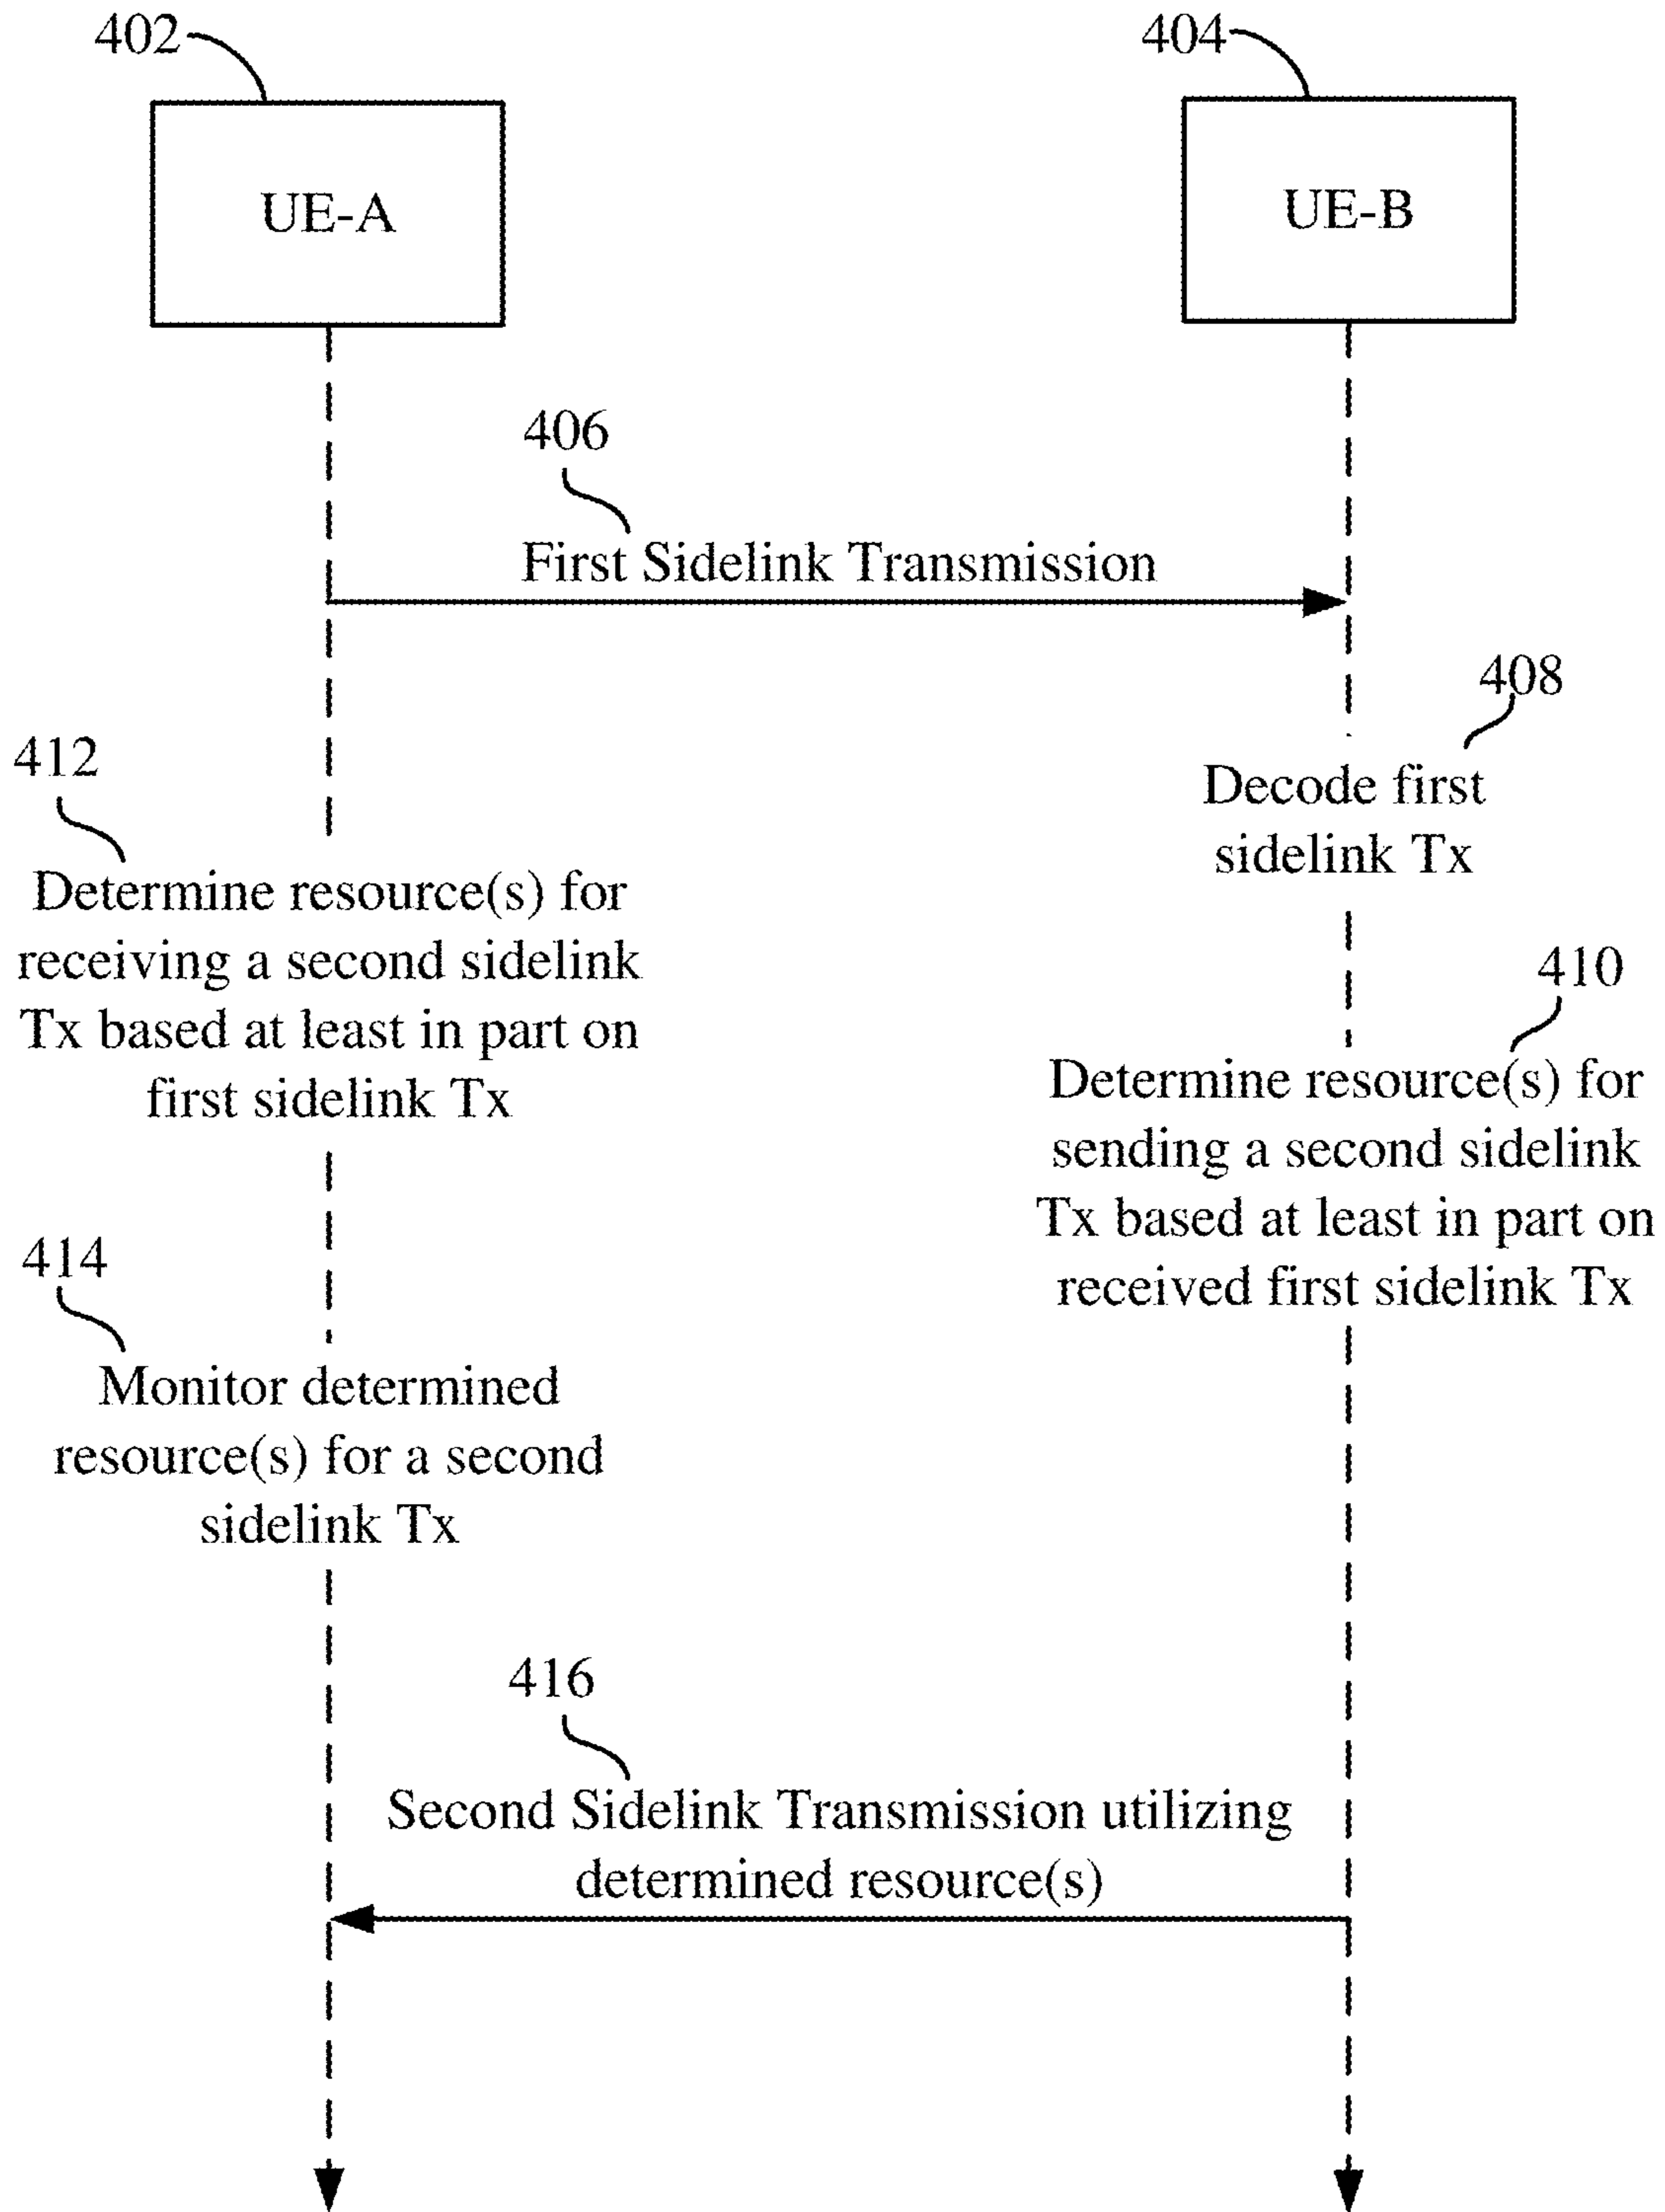 402
404
UE-A
UE-B
406
First Sidelink Transmission
408
Decode first
sidelink Tx
412
Determine resource(s) for
receiving a second sidelink
Tx based at least in part on
first sidelink Tx
410
Determine resource(s) for
sending a second sidelink
Tx based at least in part on
received first sidelink Tx
414
Monitor determined
resource(s) for a second
sidelink Tx
416
Second Sidelink Transmission utilizing
determined resource(s)